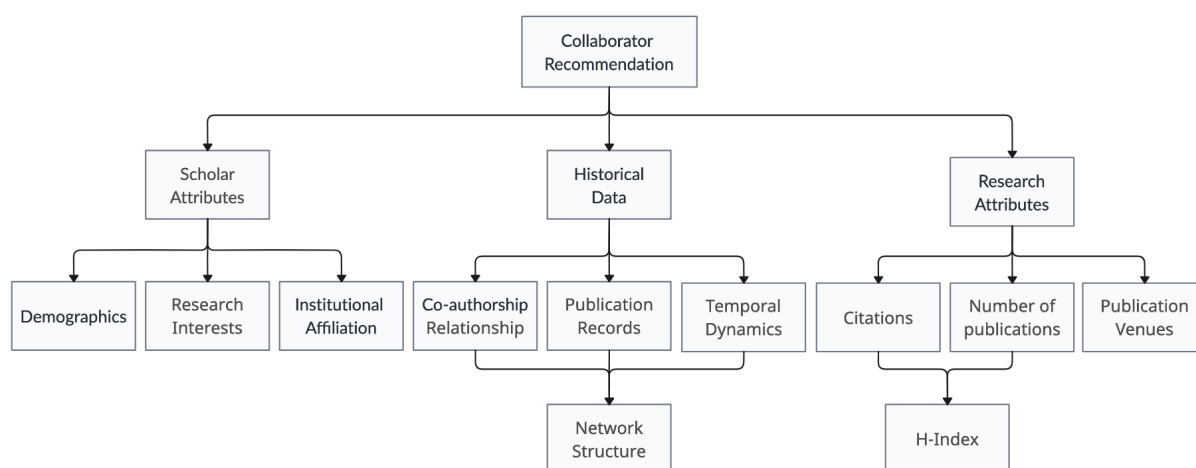 Collaborator
Recommendation
Scholar
Attributes
Historical
Data
Research
Attributes
Demographics
Research
Interests
Institutional
Affiliation
Co-authorship
Relationship
Publication
Records
Temporal
Dynamics
Citations
Number of
publications
Publication
Venues
Network
Structure
H-Index